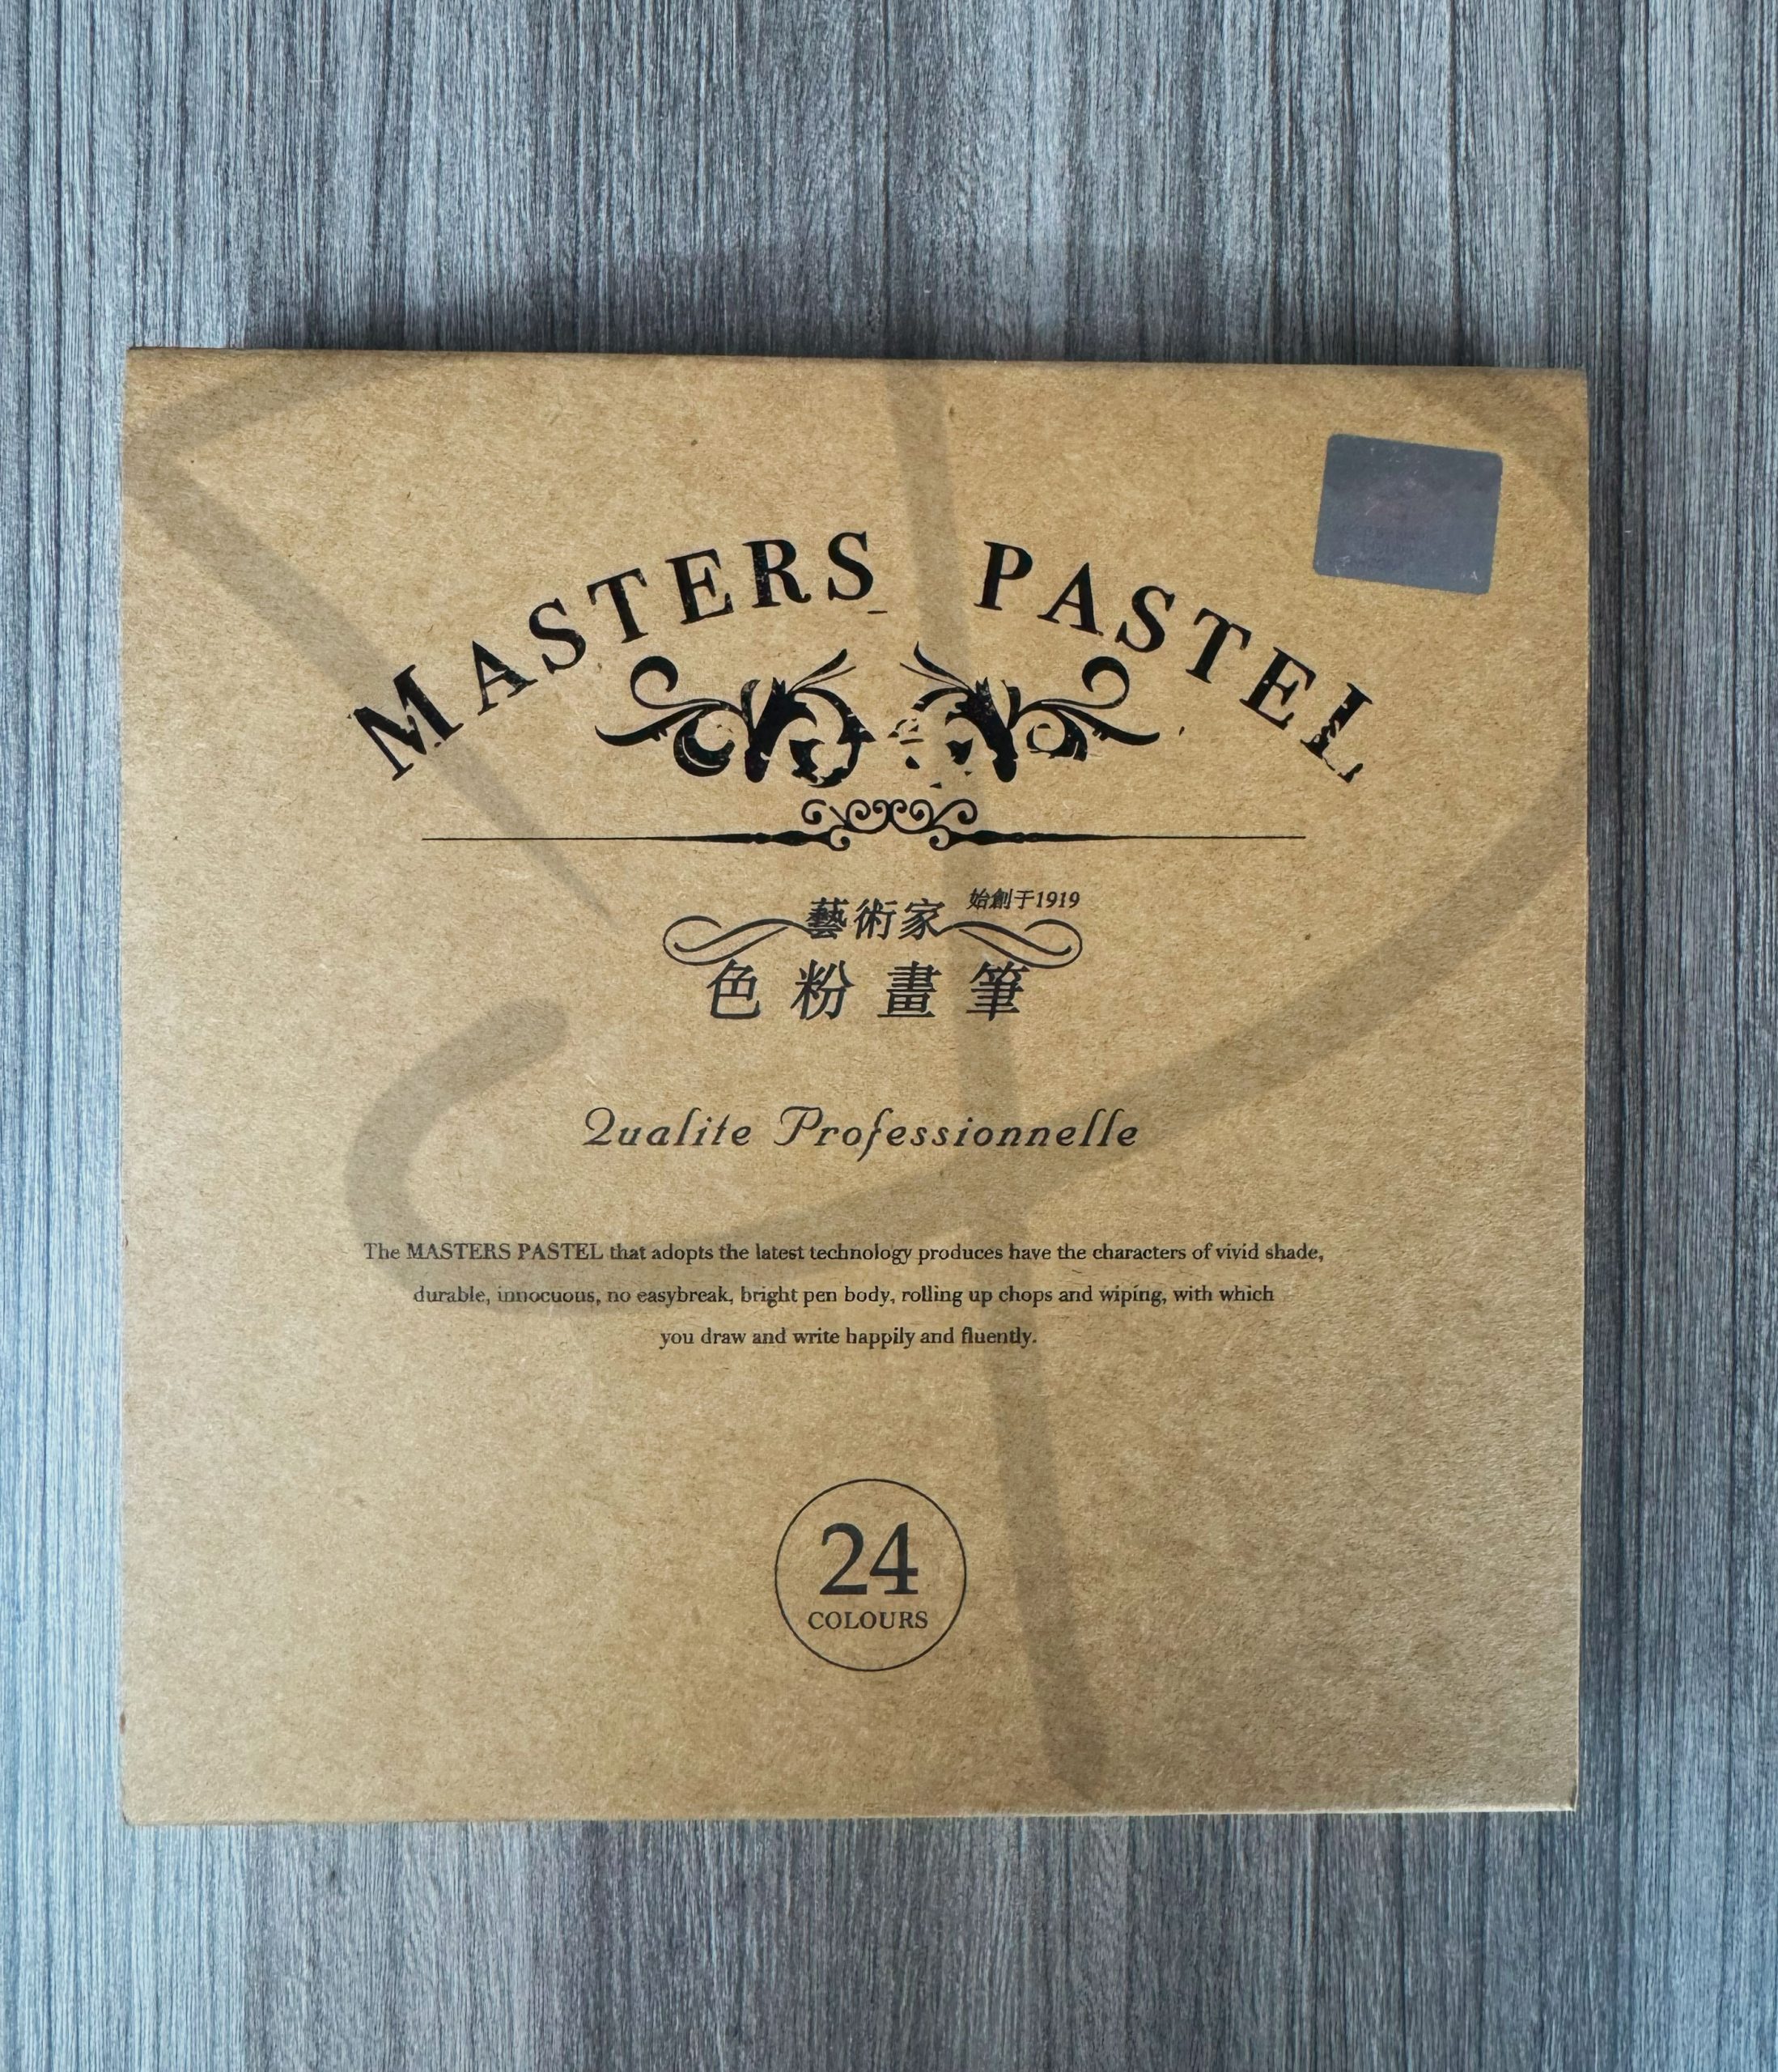 MASTERS PASTEL
始創于1919
藝術家
色粉畫筆
Qualite Professionnelle
The MASTERS PASTEL that adopts the latest technology produces have the characters of vivid shade,
durable, innocuous, no easybreak, bright pen body, rolling up chops and wiping, with which
you draw and write happily and fluently.
24
COLOURS